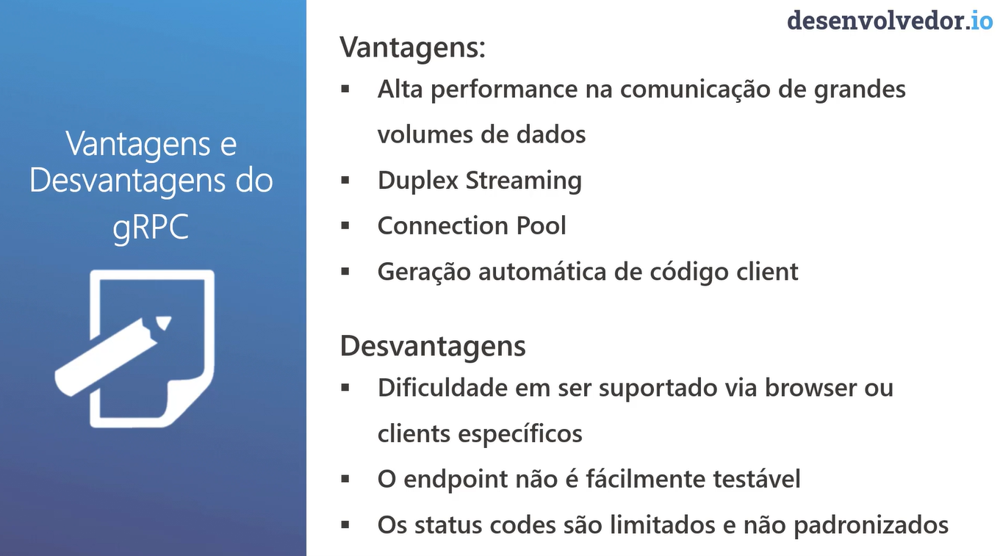 desenvolvedor.io
Vantagens e
Desvantagens do
gRPC
Vantagens:
▪ Alta performance na comunicação de grandes
volumes de dados
▪ Duplex Streaming
▪ Connection Pool
▪ Geração automática de código client
Desvantagens
▪ Dificuldade em ser suportado via browser ou
clients específicos
▪ O endpoint não é fácilmente testável
▪ Os status codes são limitados e não padronizados